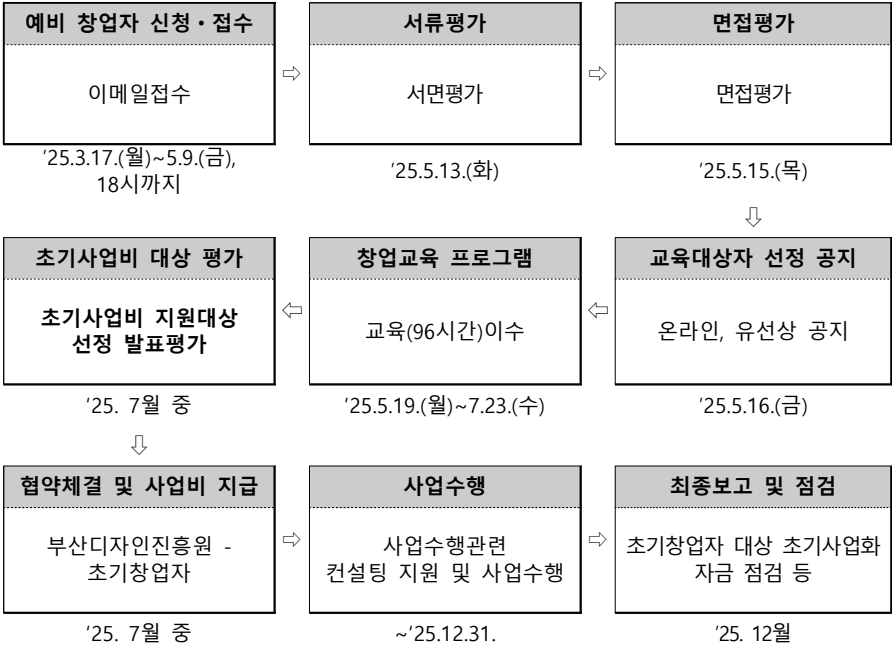 예비 창업자 신청・접수
이메일접수
'25.3.17.(월)~5.9.(금),
18시까지
⇨
서류평가
서면평가
'25.5.13.(화)
⇨
면접평가
면접평가
'25.5.15.(목)
⇩
교육대상자 선정 공지
온라인, 유선상 공지
'25.5.16.(금)
⇦
창업교육 프로그램
교육(96시간)이수
'25.5.19.(월)~7.23.(수)
⇦
초기사업비 대상 평가
초기사업비 지원대상
선정 발표평가
'25. 7월 중
⇩
협약체결 및 사업비 지급
부산디자인진흥원 -
초기창업자
'25. 7월 중
⇨
사업수행
사업수행관련
컨설팅 지원 및 사업수행
~'25.12.31.
⇨
최종보고 및 점검
초기창업자 대상 초기사업화
자금 점검 등
'25. 12월